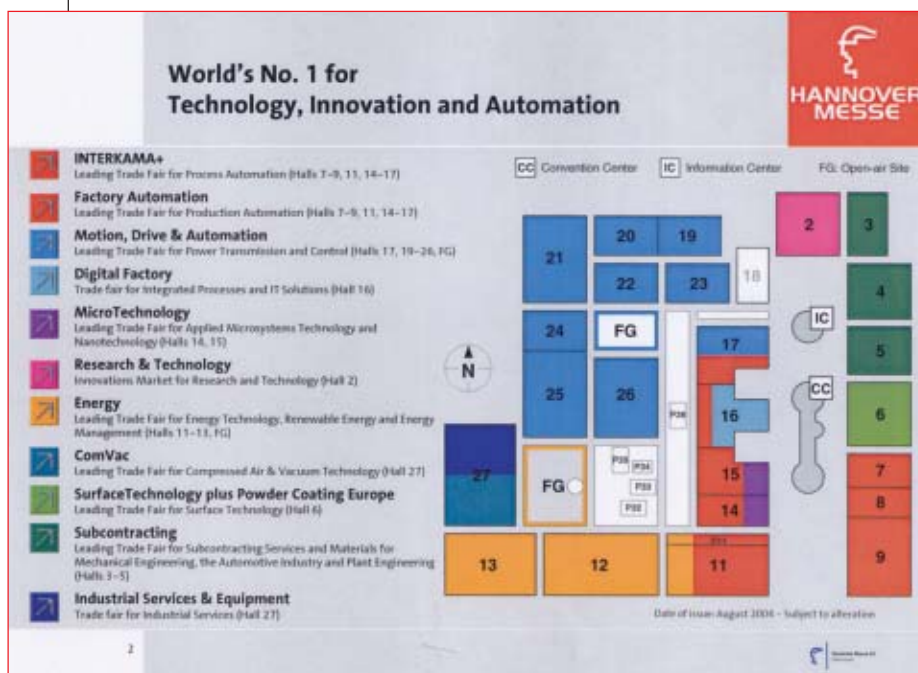 World's No. 1 for
Technology, Innovation and Automation
HANNOVER
MESSE
INTERKAMA+
Leading Trade Fair for Process Automation (Halls 7–9, 11, 14–17)
Factory Automation
Leading Trade Fair for Production Automation (Halls 7–9, 11, 14–17)
Motion, Drive & Automation
Leading Trade Fair for Power Transmission and Control (Halls 17, 19–26, FG)
Digital Factory
Trade fair for Integrated Processes and IT Solutions (Hall 16)
MicroTechnology
Leading Trade Fair for Applied Microsystems Technology and
Nanotechnology (Halls 14, 15)
Research & Technology
Innovations Market for Research and Technology (Hall 2)
Energy
Leading Trade Fair for Energy Technology, Renewable Energy and Energy
Management (Halls 11–13, FG)
ComVac
Leading Trade Fair for Compressed Air & Vacuum Technology (Hall 27)
SurfaceTechnology plus Powder Coating Europe
Leading Trade Fair for Surface Technology (Hall 6)
Subcontracting
Leading Trade Fair for Subcontracting Services and Materials for
Mechanical Engineering, the Automotive Industry and Plant Engineering
(Halls 3–5)
Industrial Services & Equipment
Trade fair for Industrial Services (Hall 27)
CC Convention Center
IC Information Center
FG: Open-air Site
2
3
20
19
21
18
22
23
4
IC
24
FG
17
5
N
25
26
CC
16
6
27
FG
15
7
14
8
13
12
11
9
Date of issue: August 2004 – Subject to alteration
2